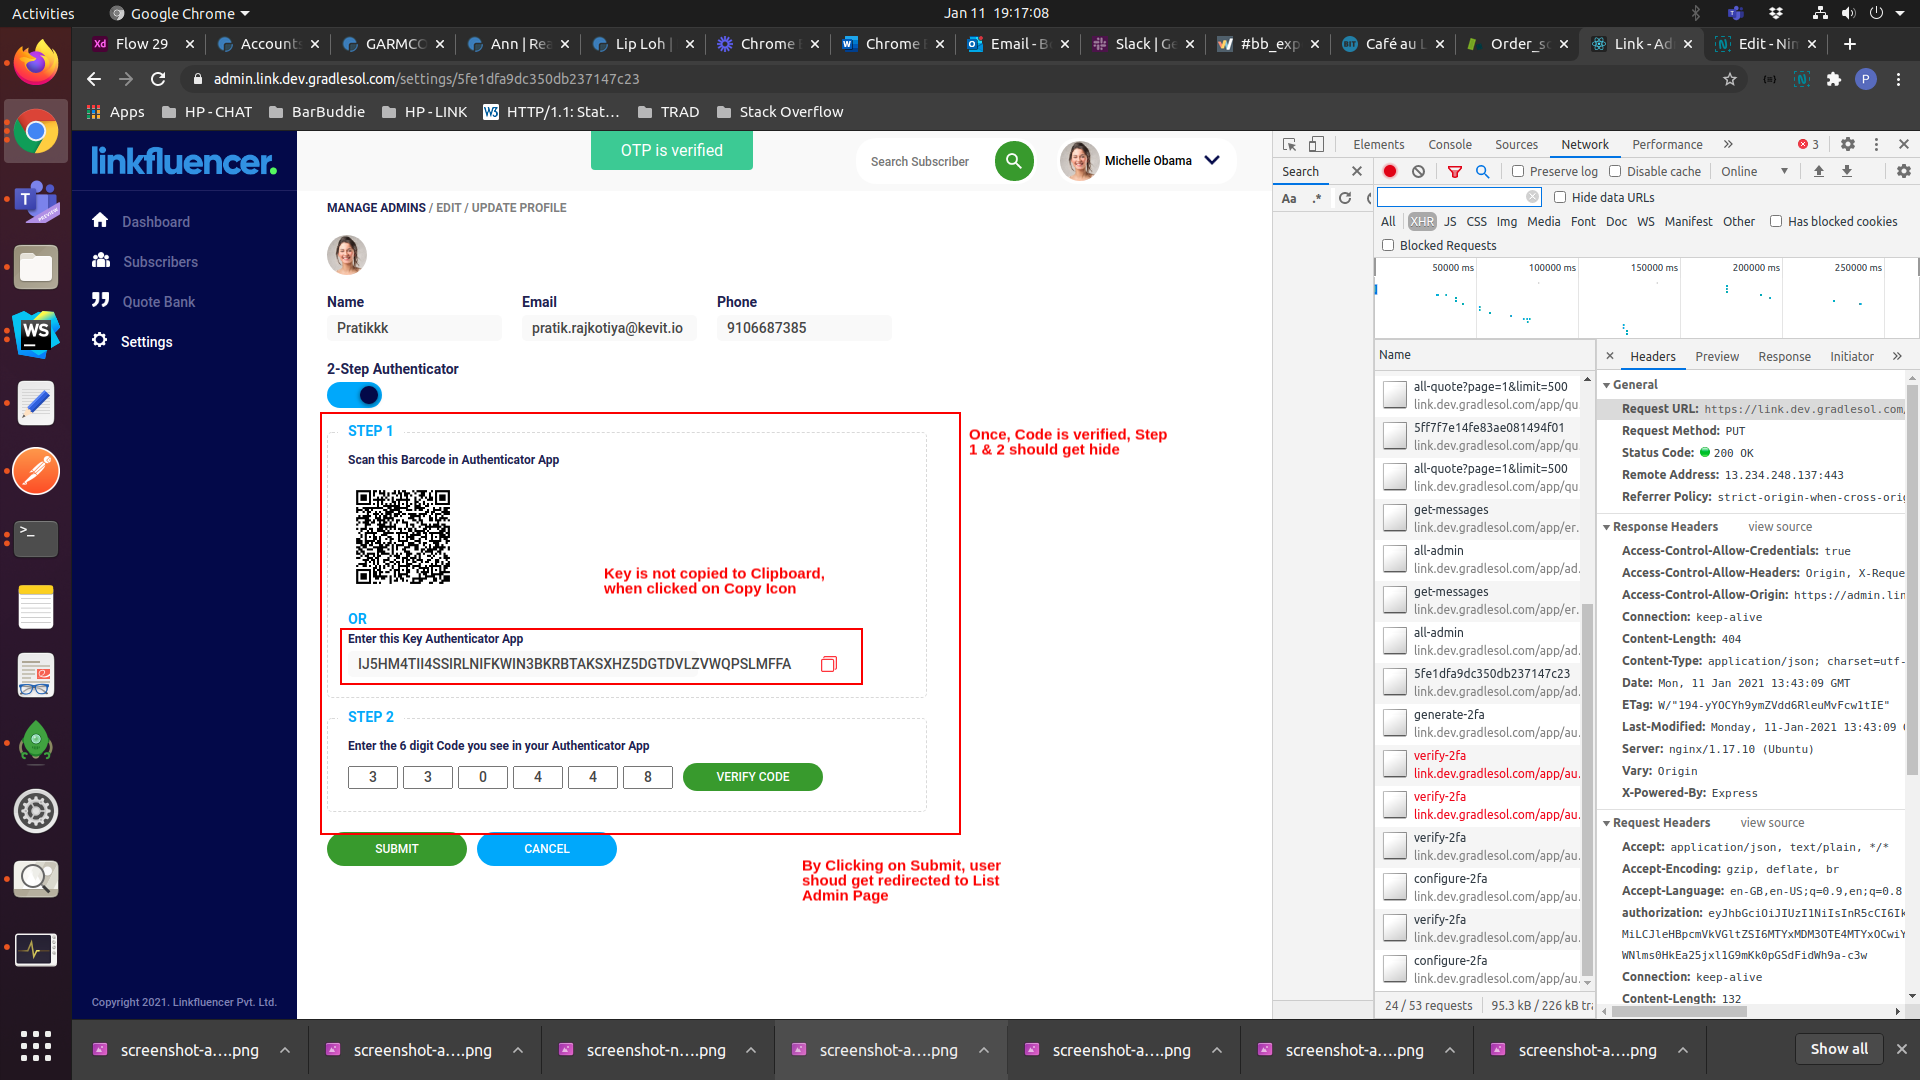 Activities
Google Chrome
Jan 11 19:17:08
Flow 29
Accounts
GARMCO
Ann | Rea
Lip Loh |
Chrome
Chrome
Email - B
Slack | Ge
#bb_exp
Café au L
Order_sc
Link - Adm
Edit - Nim
admin.link.dev.gradlesol.com/settings/5fe1dfa9dc350db237147c23
P
Apps
HP - CHAT
BarBuddie
HP - LINK
HTTP/1.1: Stat...
TRAD
Stack Overflow
linkfluencer.
OTP is verified
Search Subscriber
Michelle Obama
Dashboard
Subscribers
Quote Bank
Settings
MANAGE ADMINS / EDIT / UPDATE PROFILE
Name
Email
Phone
Pratikkk
pratik.rajkotiya@kevit.io
9106687385
2-Step Authenticator
STEP 1
Scan this Barcode in Authenticator App
Once, Code is verified, Step
1 & 2 should get hide
Key is not copied to Clipboard,
when clicked on Copy Icon
OR
Enter this Key Authenticator App
IJ5HM4TII4SSIRLNIFKWIN3BKRBTAKSXHZ5DGTDVLZVWQPSLMFFA
STEP 2
Enter the 6 digit Code you see in your Authenticator App
3 3 0 4 4 8
VERIFY CODE
SUBMIT
CANCEL
By Clicking on Submit, user
shoud get redirected to List
Admin Page
Copyright 2021. Linkfluencer Pvt. Ltd.
Elements
Console
Sources
Network
Performance
3
Search
Preserve log
Disable cache
Online
Aa
.*
Hide data URLs
All
XHR
JS
CSS
Img
Media
Font
Doc
WS
Manifest
Other
Has blocked cookies
Blocked Requests
50000 ms
100000 ms
150000 ms
200000 ms
250000 ms
Name
all-quote?page=1&limit=500
link.dev.gradlesol.com/app/qu
5ff7f7e14fe83ae081494f01
link.dev.gradlesol.com/app/qu.
all-quote?page=1&limit=500
link.dev.gradlesol.com/app/qu.
get-messages
link.dev.gradlesol.com/app/er.
all-admin
link.dev.gradlesol.com/app/ad.
get-messages
link.dev.gradlesol.com/app/er.
all-admin
link.dev.gradlesol.com/app/ad.
5fe1dfa9dc350db237147c23
link.dev.gradlesol.com/app/ad.
generate-2fa
link.dev.gradlesol.com/app/au.
verify-2fa
link.dev.gradlesol.com/app/au.
verify-2fa
link.dev.gradlesol.com/app/au.
verify-2fa
link.dev.gradlesol.com/app/au.
configure-2fa
link.dev.gradlesol.com/app/au.
verify-2fa
link.dev.gradlesol.com/app/au.
configure-2fa
link.dev.gradlesol.com/app/au.
24 / 53 requests
95.3 kB / 226 kB tra
Headers
Preview
Response
Initiator
General
Request URL: https://link.dev.gradlesol.com/
Request Method: PUT
Status Code: 200 OK
Remote Address: 13.234.248.137:443
Referrer Policy: strict-origin-when-cross-orig
Response Headers
view source
Access-Control-Allow-Credentials: true
Access-Control-Allow-Headers: Origin, X-Reque
Access-Control-Allow-Origin: https://admin.lin
Connection: keep-alive
Content-Length: 404
Content-Type: application/json; charset=utf-
Date: Mon, 11 Jan 2021 13:43:09 GMT
ETag: W/"194-yYOCYh9ymZVdd6RleuMvFcw1tIE"
Last-Modified: Monday, 11-Jan-2021 13:43:09 G
Server: nginx/1.17.10 (Ubuntu)
Vary: Origin
X-Powered-By: Express
Request Headers
view source
Accept: application/json, text/plain, */*
Accept-Encoding: gzip, deflate, br
Accept-Language: en-GB,en-US;q=0.9,en;q=0.8
authorization: eyJhbGciOiJIUzI1NiIsInR5cCI6Ik
MiLCJleHBpcmVkVGltZSI6MTYxMDM3OTE4MTYxOCwiY
WNlms0HkEa25jxl1G9mKk0pGSdFidWh9a-c3w
Connection: keep-alive
Content-Length: 132
screenshot-a....png
screenshot-a....png
screenshot-n....png
screenshot-a....png
screenshot-a....png
screenshot-a....png
screenshot-a....png
Show all